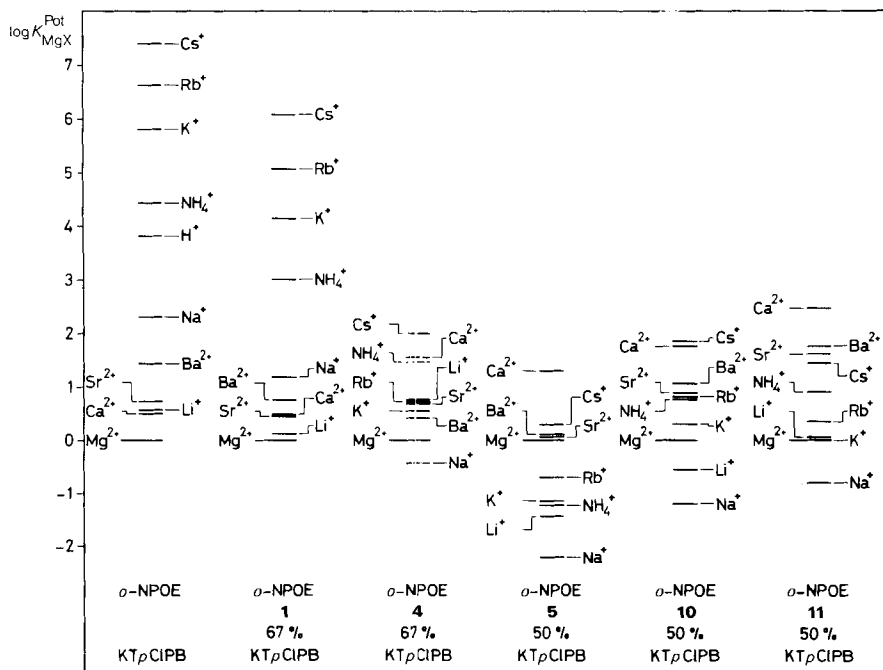 log K^Pot_MgX
7
6
5
4
3
2
1
0
−1
−2
Cs⁺
Rb⁺
K⁺
NH₄⁺
H⁺
Na⁺
Ba²⁺
Sr²⁺
Ca²⁺
Li⁺
Mg²⁺
o-NPOE
KTpClPB
Cs⁺
Rb⁺
K⁺
NH₄⁺
Na⁺
Ba²⁺
Ca²⁺
Sr²⁺
Li⁺
Mg²⁺
o-NPOE
1
67 %
KTpClPB
Cs⁺
Ca²⁺
NH₄⁺
Li⁺
Rb⁺
Sr²⁺
K⁺
Ba²⁺
Mg²⁺
Na⁺
o-NPOE
4
67 %
KTpClPB
Ca²⁺
Cs⁺
Ba²⁺
Sr²⁺
Mg²⁺
Rb⁺
K⁺
NH₄⁺
Li⁺
Na⁺
o-NPOE
5
50 %
KTpClPB
Cs⁺
Ca²⁺
Ba²⁺
Sr²⁺
Rb⁺
NH₄⁺
K⁺
Mg²⁺
Li⁺
Na⁺
o-NPOE
10
50 %
KTpClPB
Ca²⁺
Ba²⁺
Sr²⁺
Cs⁺
NH₄⁺
Rb⁺
Li⁺
Mg²⁺
K⁺
Na⁺
o-NPOE
11
50 %
KTpClPB